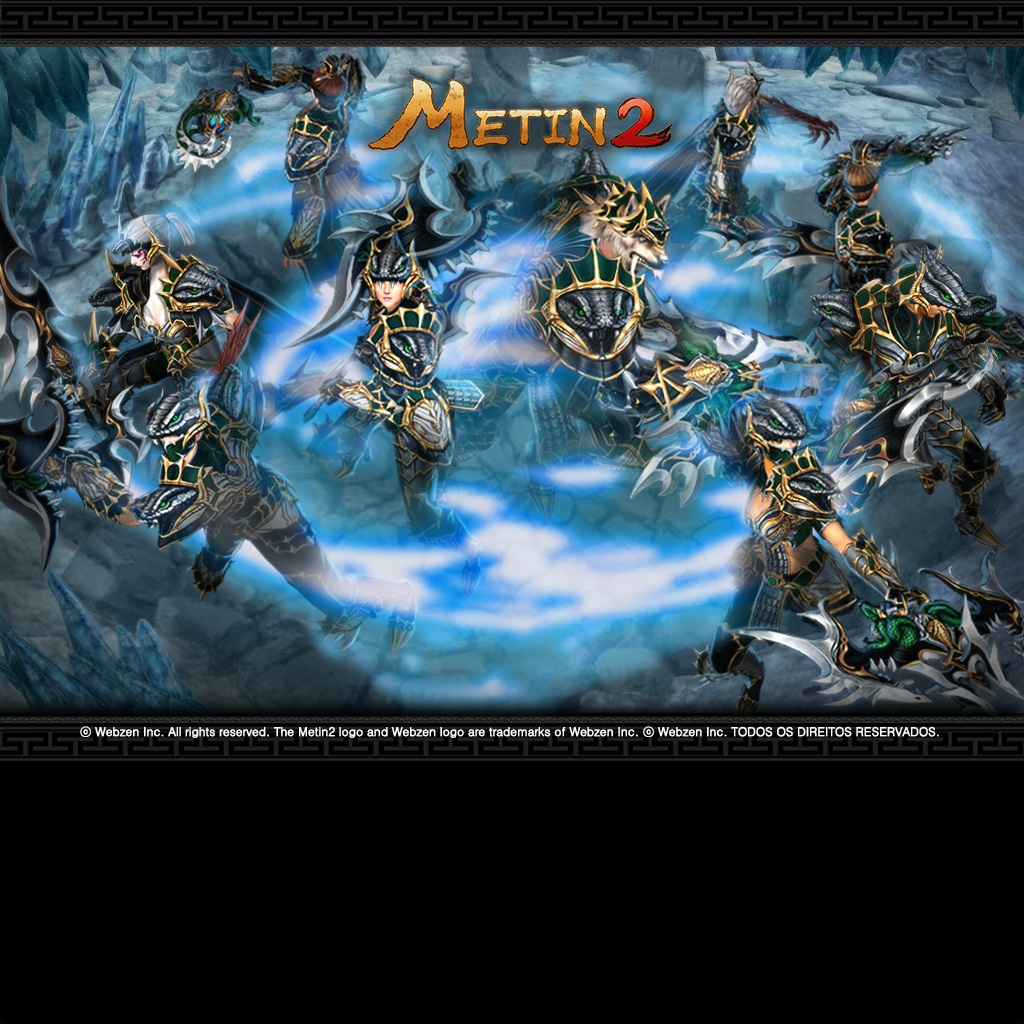 METIN2
ⓒ Webzen Inc. All rights reserved. The Metin2 logo and Webzen logo are trademarks of Webzen Inc. ⓒ Webzen Inc. TODOS OS DIREITOS RESERVADOS.